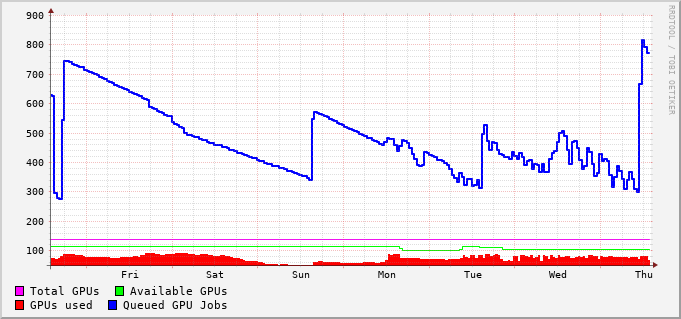 900
800
700
600
500
400
300
200
100
Fri Sat Sun Mon Tue Wed Thu
Total GPUs Available GPUs
GPUs used Queued GPU Jobs
RRDTOOL / TOBI OETIKER